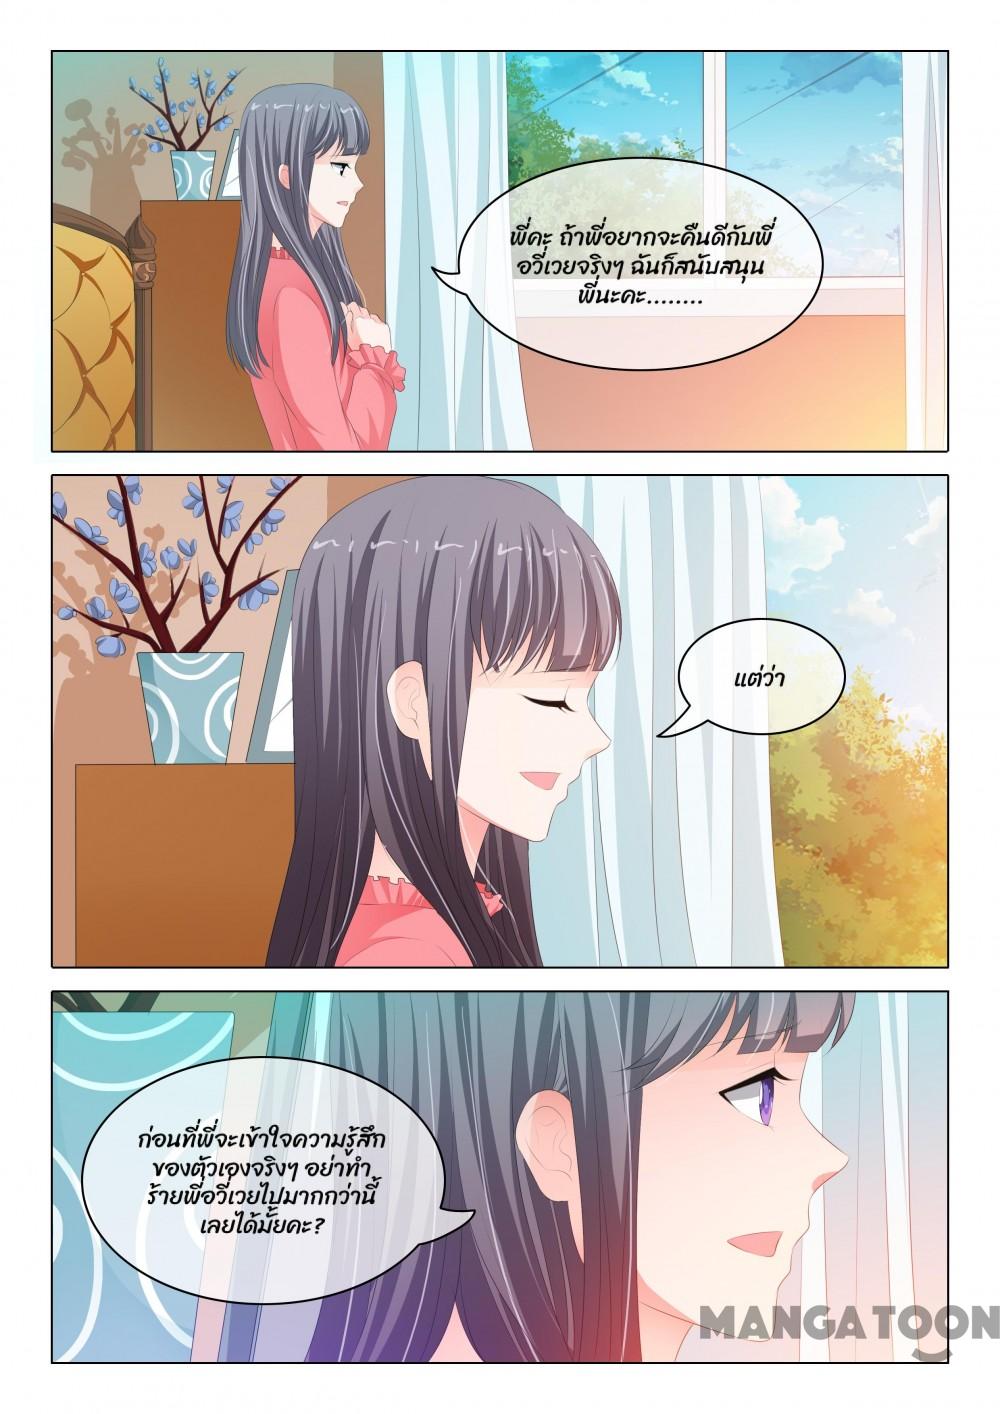 พี่คะ ถ้าพี่อยากจะคืนดีกับพี่
อวี่เวยจริงๆ ฉันก็สนับสนุน
พี่นะคะ........
แต่ว่า
ก่อนที่พี่จะเข้าใจความรู้สึก
ของตัวเองจริงๆ อย่าทำ
ร้ายพี่อวี่เวยไปมากกว่านี้
เลยได้มั้ยคะ?
MANGATOON